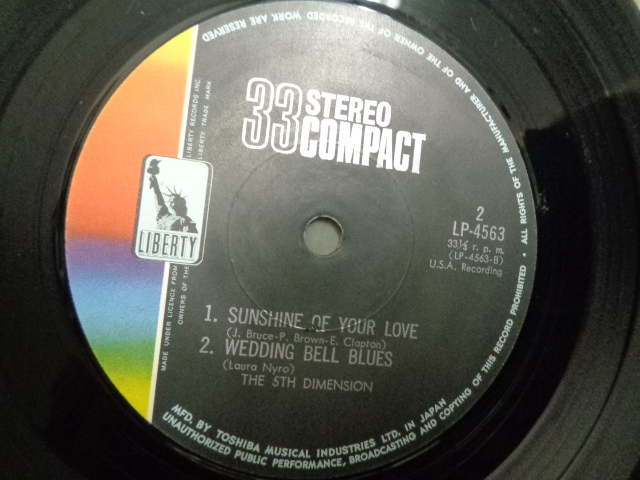 33 STEREO
COMPACT
2
LP-4563
33⅓ r. p. m.
(LP-4563-B)
U.S.A. Recording
LIBERTY
1. SUNSHINE OF YOUR LOVE
(J. Bruce-P. Brown-E. Clapton)
2. WEDDING BELL BLUES
(Laura Nyro)
THE 5TH DIMENSION
MADE UNDER LICENCE FROM LIBERTY RECORDS INC.
OWNERS OF THE LIBERTY TRADE MARK
MFD. BY TOSHIBA MUSICAL INDUSTRIES LTD. IN JAPAN
ALL RIGHTS OF THE MANUFACTURER AND OF THE OWNER OF THE RECORDED WORK ARE RESERVED
UNAUTHORIZED PUBLIC PERFORMANCE, BROADCASTING AND COPYING OF THIS RECORD PROHIBITED •